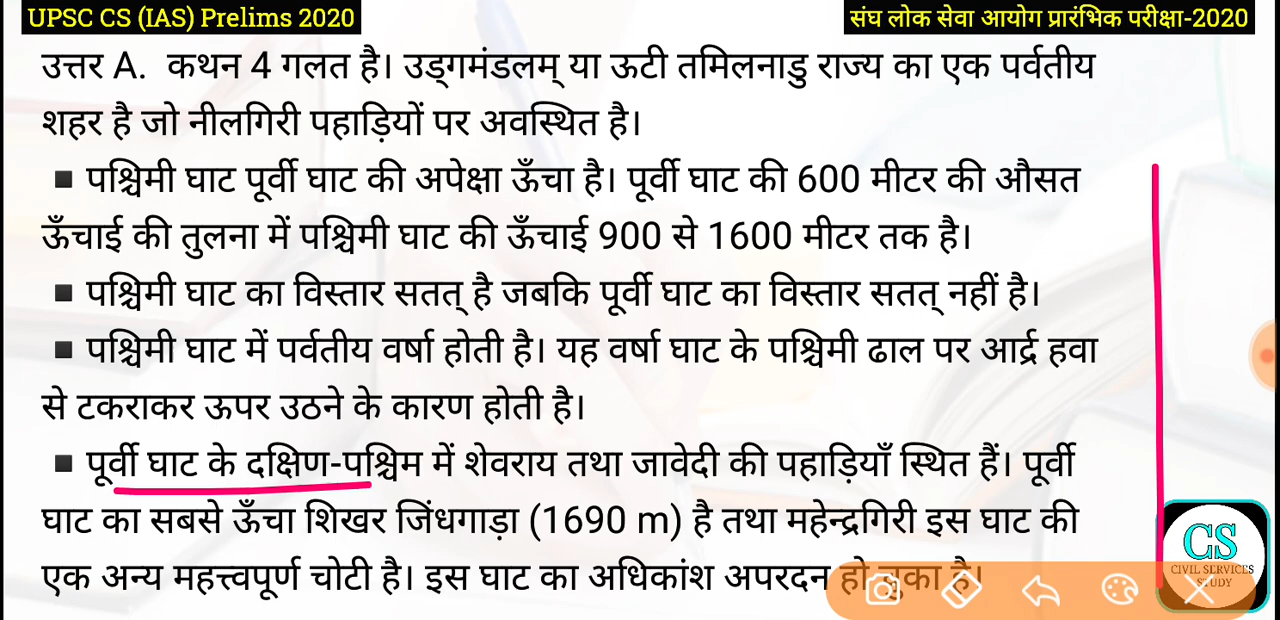 UPSC CS (IAS) Prelims 2020
संघ लोक सेवा आयोग प्रारंभिक परीक्षा-2020
उत्तर A. कथन 4 गलत है। उड्गमंडलम् या ऊटी तमिलनाडु राज्य का एक पर्वतीय
शहर है जो नीलगिरी पहाड़ियों पर अवस्थित है।
▪ पश्चिमी घाट पूर्वी घाट की अपेक्षा ऊँचा है। पूर्वी घाट की 600 मीटर की औसत
ऊँचाई की तुलना में पश्चिमी घाट की ऊँचाई 900 से 1600 मीटर तक है।
▪ पश्चिमी घाट का विस्तार सतत् है जबकि पूर्वी घाट का विस्तार सतत् नहीं है।
▪ पश्चिमी घाट में पर्वतीय वर्षा होती है। यह वर्षा घाट के पश्चिमी ढाल पर आर्द्र हवा
से टकराकर ऊपर उठने के कारण होती है।
▪ पूर्वी घाट के दक्षिण-पश्चिम में शेवराय तथा जावेदी की पहाड़ियाँ स्थित हैं। पूर्वी
घाट का सबसे ऊँचा शिखर जिंधगाड़ा (1690 m) है तथा महेन्द्रगिरी इस घाट की
एक अन्य महत्त्वपूर्ण चोटी है। इस घाट का अधिकांश अपरदन हो चुका है।
CS
CIVIL SERVICES
STUDY